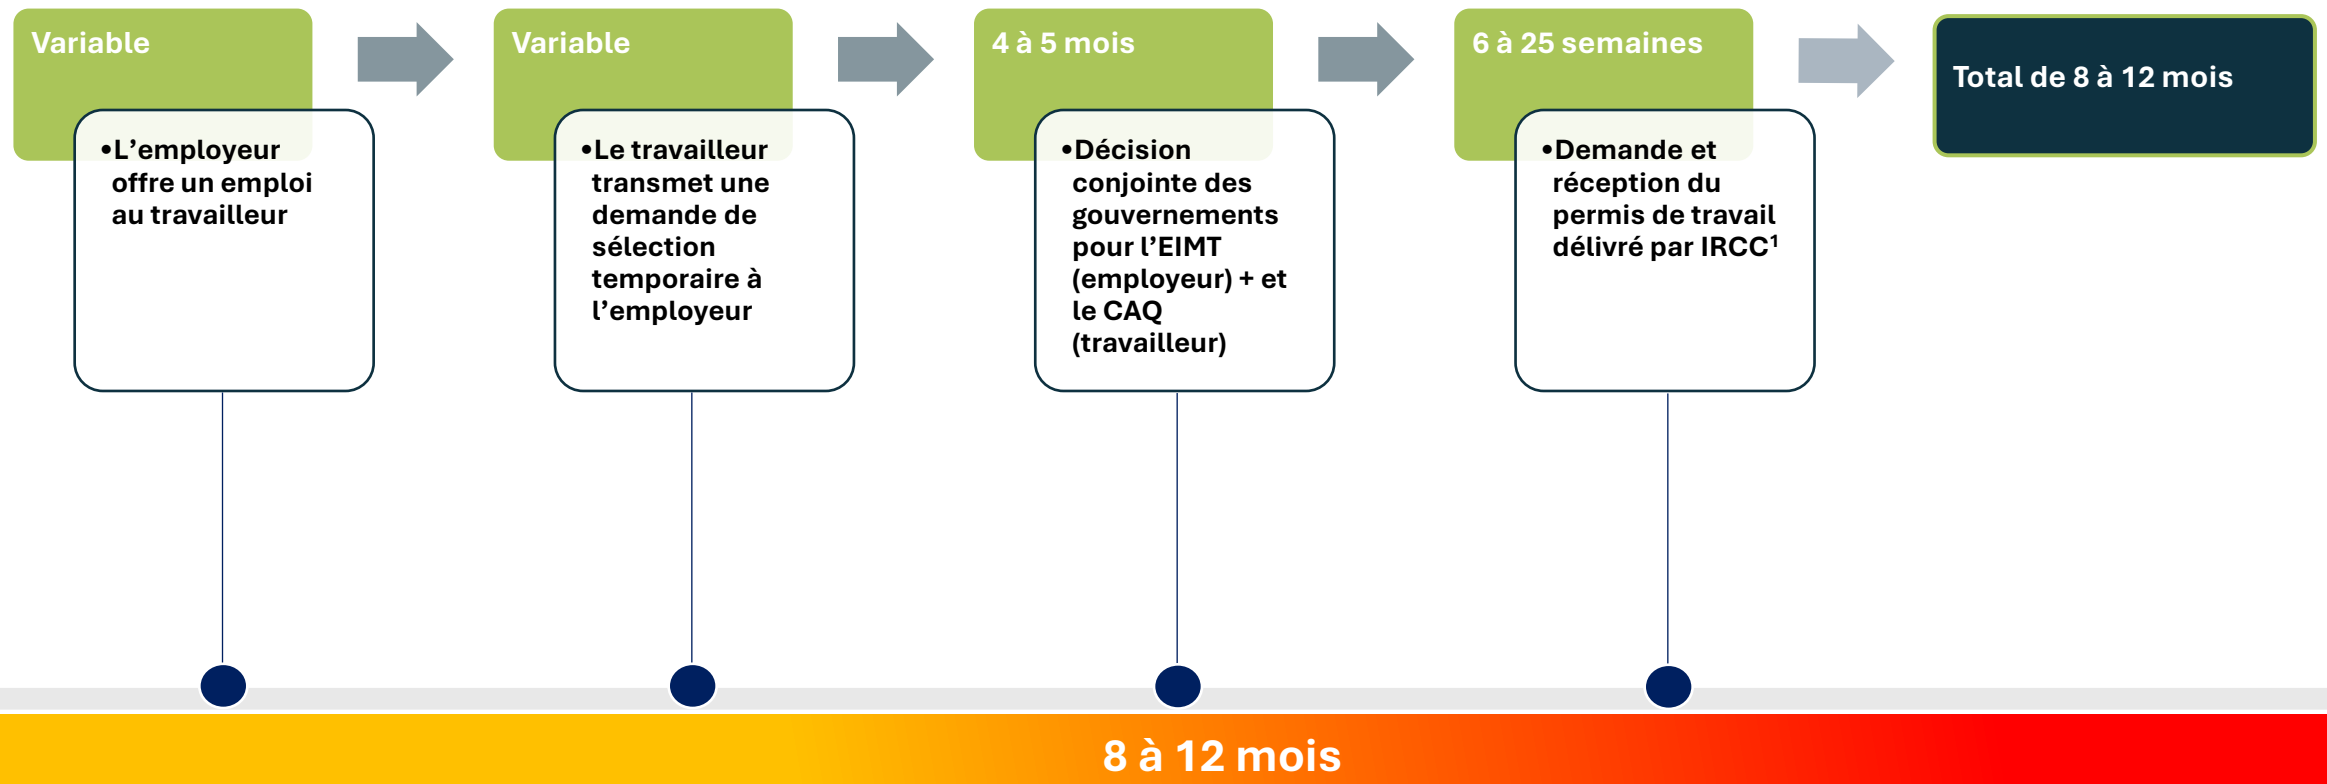 Variable
•L’employeur
offre un emploi
au travailleur
Variable
•Le travailleur
transmet une
demande de
sélection
temporaire à
l’employeur
4 à 5 mois
•Décision
conjointe des
gouvernements
pour l’EIMT
(employeur) + et
le CAQ
(travailleur)
6 à 25 semaines
•Demande et
réception du
permis de travail
délivré par IRCC¹
Total de 8 à 12 mois
8 à 12 mois